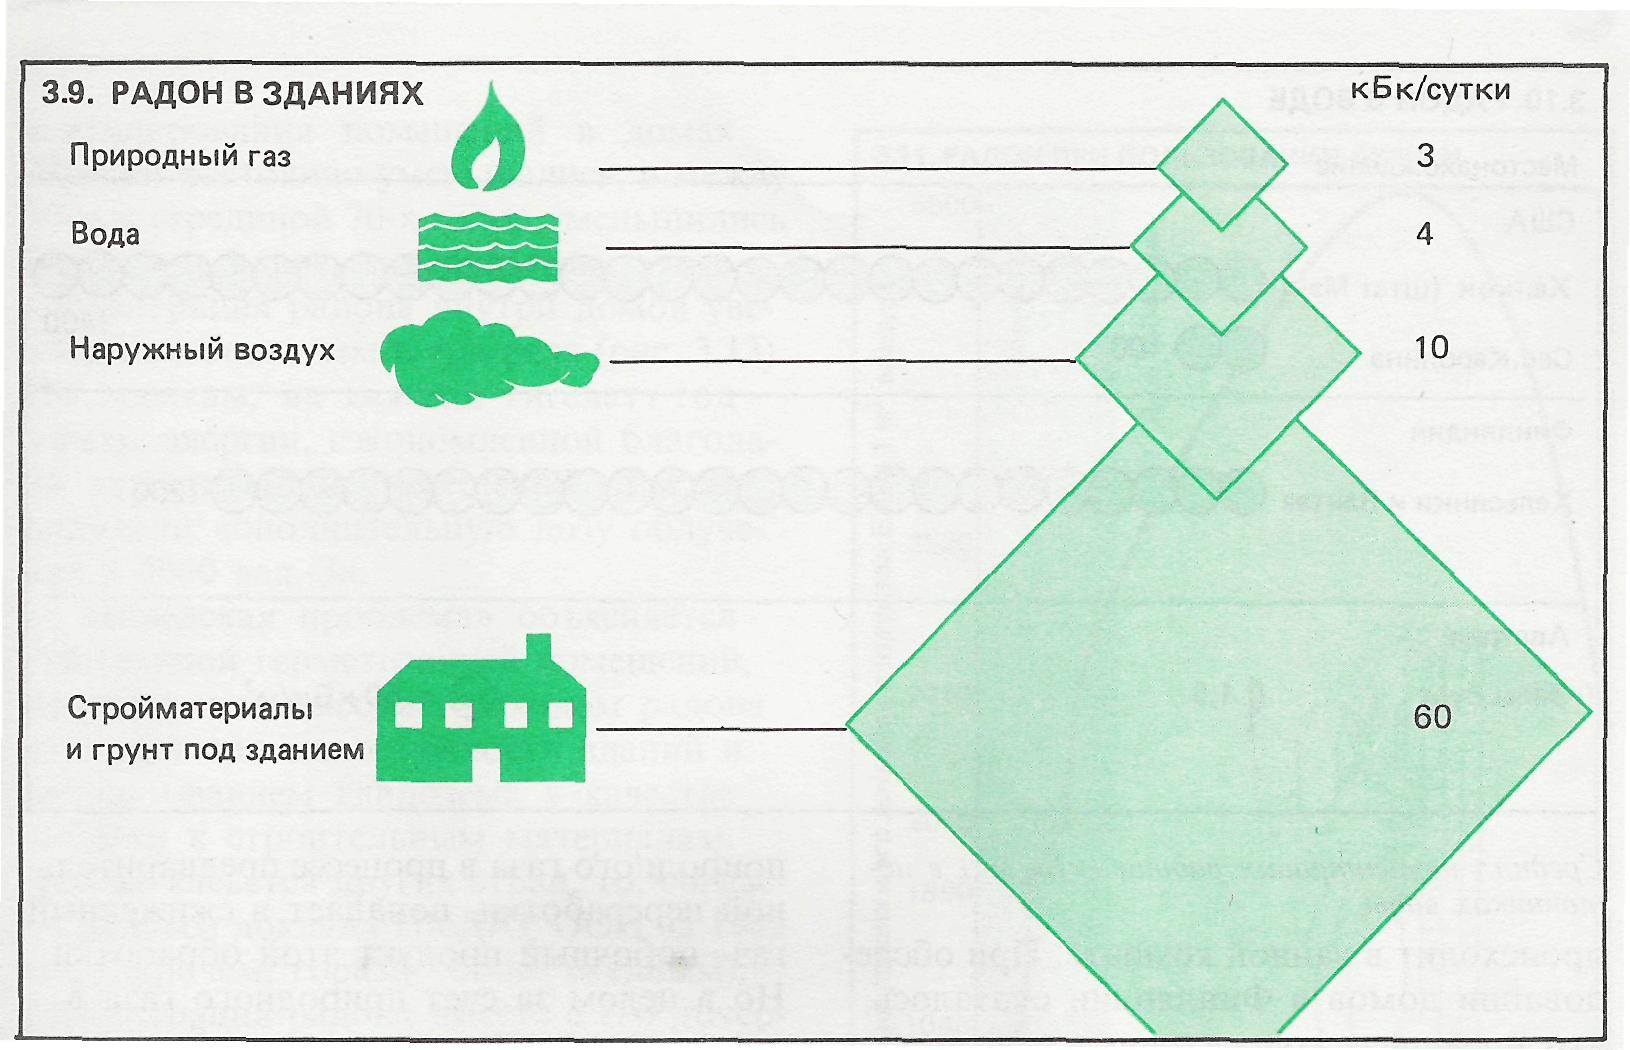 3.9. РАДОН В ЗДАНИЯХ
кБк/сутки
Природный газ 3
Вода 4
Наружный воздух 10
Стройматериалы
и грунт под зданием 60